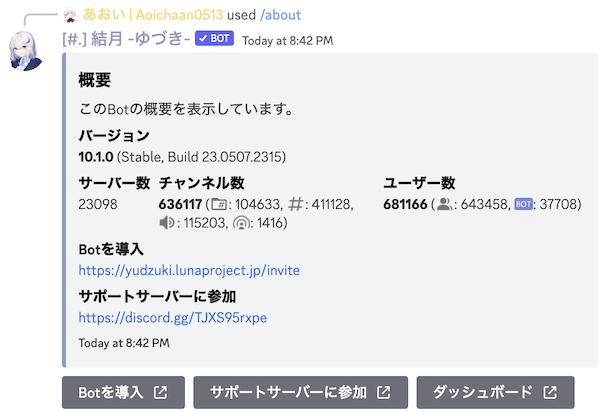 あおい | Aoichaan0513 used /about
[#.] 結月 -ゆづき- BOT Today at 8:42 PM
概要
このBotの概要を表示しています。
バージョン
10.1.0 (Stable, Build 23.0507.2315)
サーバー数 チャンネル数 ユーザー数
23098 636117 (: 104633, : 411128, 681166 (: 643458, BOT: 37708)
: 115203, : 1416)
Botを導入
https://yudzuki.lunaproject.jp/invite
サポートサーバーに参加
https://discord.gg/TJXS95rxpe
Today at 8:42 PM
Botを導入 サポートサーバーに参加 ダッシュボード